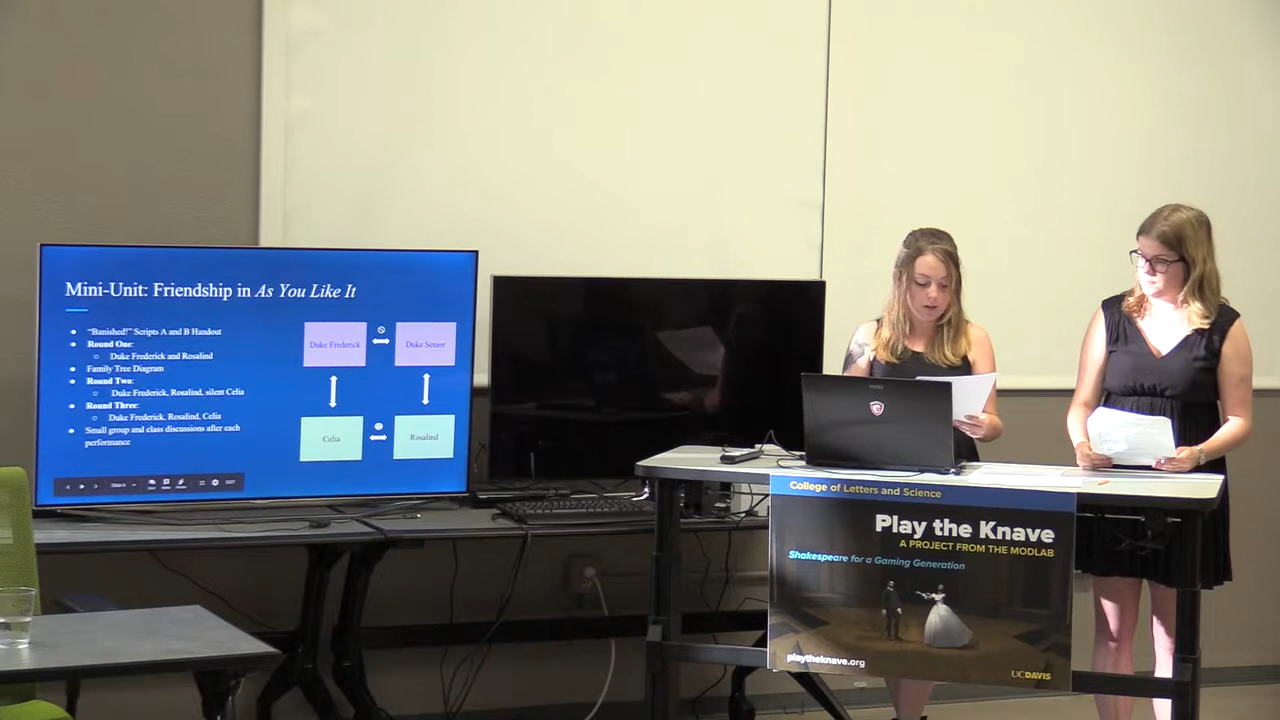 Mini-Unit: Friendship in As You Like It
"Banished!" Scripts A and B Handout
Round One:
Duke Frederick and Rosalind
Family Tree Diagram
Round Two:
Duke Frederick, Rosalind, silent Celia
Round Three:
Duke Frederick, Rosalind, Celia
Small group and class discussions after each
performance
Duke Frederick
Duke Senior
Celia
Rosalind
College of Letters and Science
Play the Knave
A PROJECT FROM THE MODLAB
Shakespeare for a Gaming Generation
playtheknave.org
UCDAVIS